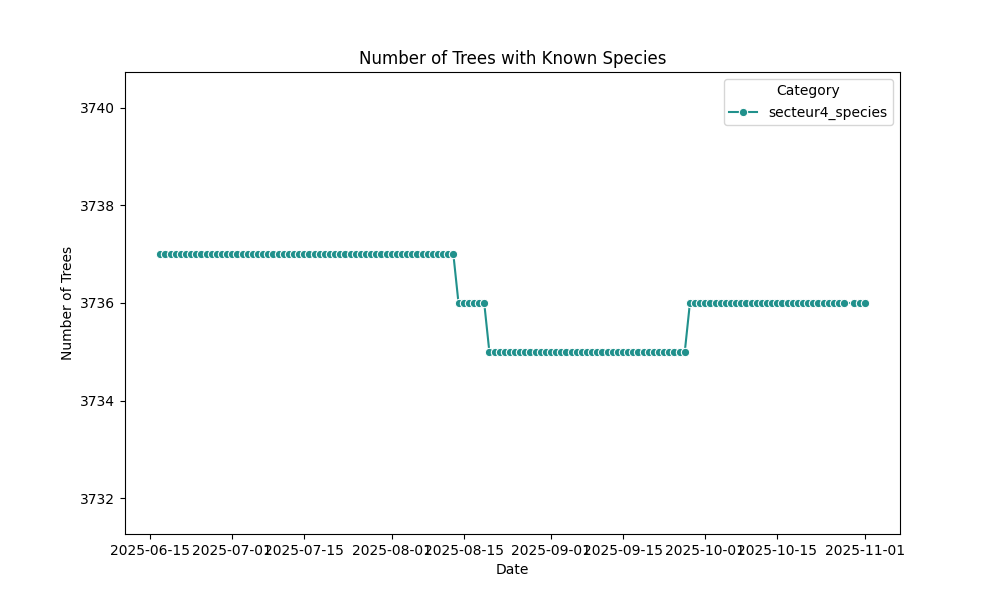 Number of Trees with Known Species
Category
secteur4_species
3740
3738
3736
3734
3732
Number of Trees
2025-06-15 2025-07-01 2025-07-15 2025-08-01 2025-08-15 2025-09-01 2025-09-15 2025-10-01 2025-10-15 2025-11-01
Date